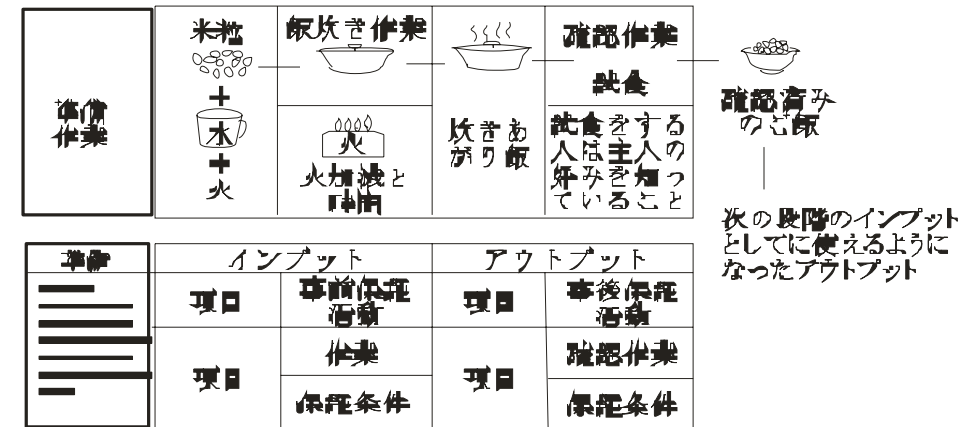 準備
作業
米粒
+
水
+
火
飯炊き作業
火
火加減と
時間
炊きあ
がり飯
確認作業
試食
試食をする
人は主人の
好みを知っ
ていること
確認済み
のご飯
次の段階のインプット
としてに使えるように
なったアウトプット
準備
インプット
アウトプット
項目
事前保証
活動
項目
事後保証
活動
項目
作業
保証条件
項目
確認作業
保証条件